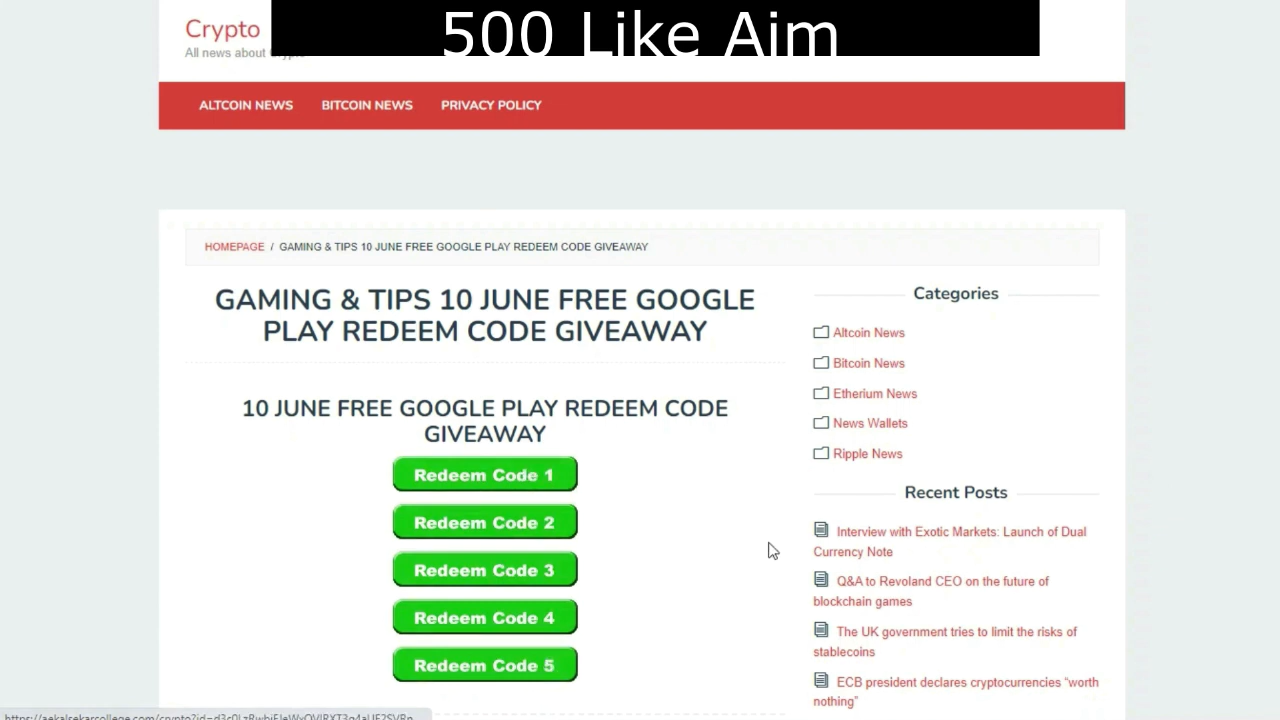 500 Like Aim
Crypto
All news about
ALTCOIN NEWS BITCOIN NEWS PRIVACY POLICY
HOMEPAGE / GAMING & TIPS 10 JUNE FREE GOOGLE PLAY REDEEM CODE GIVEAWAY
GAMING & TIPS 10 JUNE FREE GOOGLE
PLAY REDEEM CODE GIVEAWAY
10 JUNE FREE GOOGLE PLAY REDEEM CODE
GIVEAWAY
Redeem Code 1
Redeem Code 2
Redeem Code 3
Redeem Code 4
Redeem Code 5
Categories
Altcoin News
Bitcoin News
Etherium News
News Wallets
Ripple News
Recent Posts
Interview with Exotic Markets: Launch of Dual
Currency Note
Q&A to Revoland CEO on the future of
blockchain games
The UK government tries to limit the risks of
stablecoins
ECB president declares cryptocurrencies “worth
nothing”